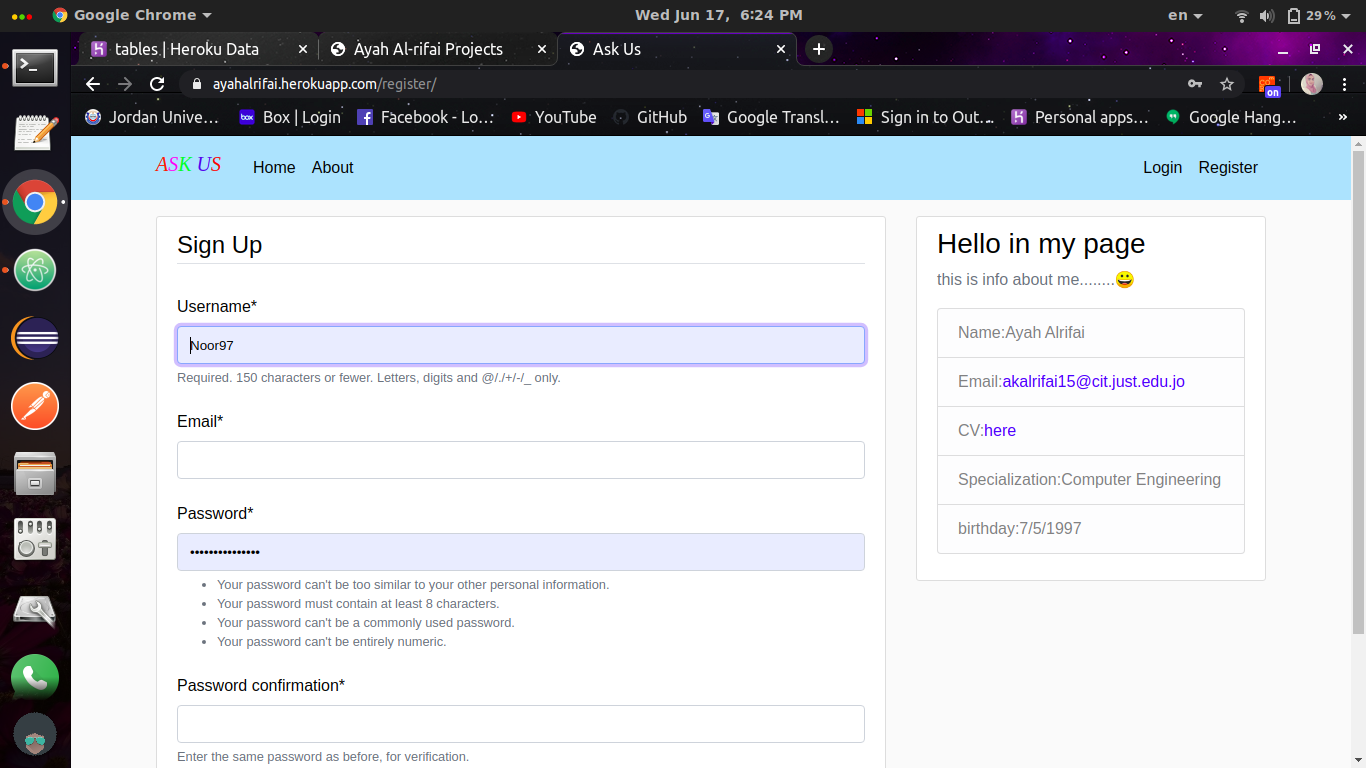 Google Chrome
Wed Jun 17, 6:24 PM
en
29%
tables | Heroku Data
Ayah Al-rifai Projects
Ask Us
ayahalrifai.herokuapp.com/register/
on
Jordan Unive...
box
Box | Login
Facebook - Lo...
YouTube
GitHub
Google Transl...
Sign in to Out...
Personal apps...
Google Hang...
»
ASK US
Home
About
Login
Register
Sign Up
Username*
Noor97
Required. 150 characters or fewer. Letters, digits and @/./+/-/_ only.
Email*
Password*
•••••••••••••••
• Your password can't be too similar to your other personal information.
• Your password must contain at least 8 characters.
• Your password can't be a commonly used password.
• Your password can't be entirely numeric.
Password confirmation*
Enter the same password as before, for verification.
Hello in my page
this is info about me........😀
Name:Ayah Alrifai
Email:akalrifai15@cit.just.edu.jo
CV:here
Specialization:Computer Engineering
birthday:7/5/1997